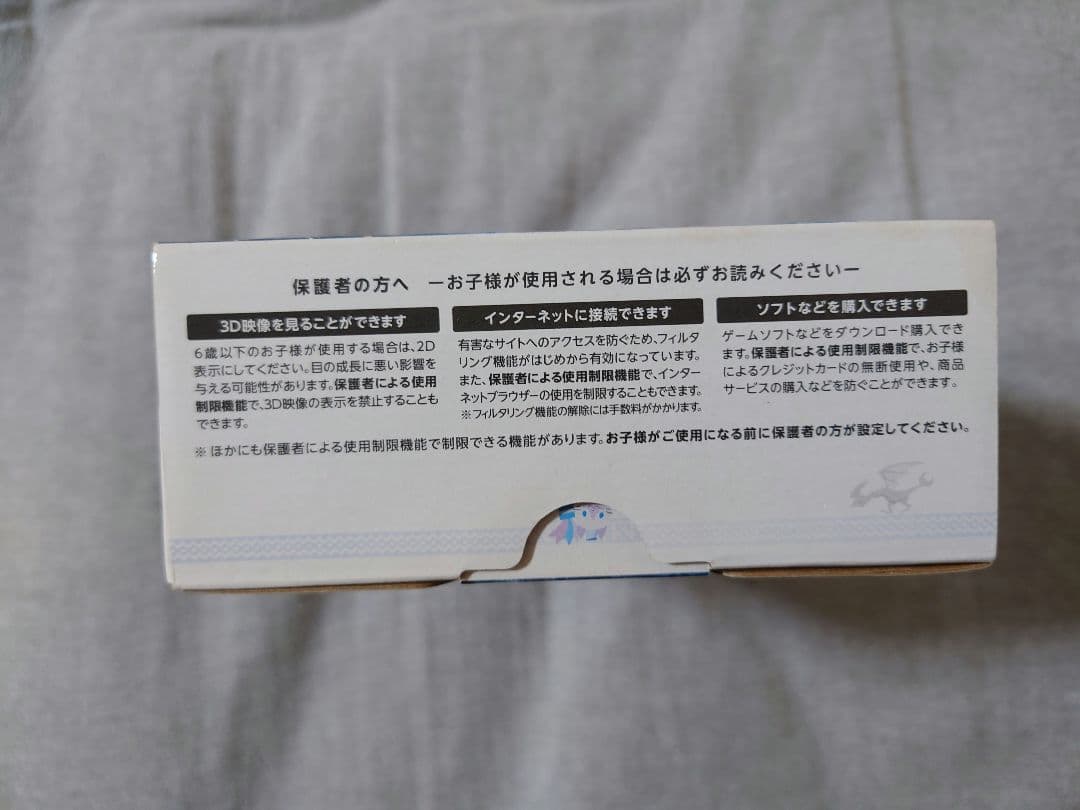 保護者の方へ －お子様が使用される場合は必ずお読みください－
3D映像を見ることができます
6歳以下のお子様が使用する場合は、2D
表示にしてください。目の成長に悪い影響を
与える可能性があります。保護者による使用
制限機能で、3D映像の表示を禁止することも
できます。
インターネットに接続できます
有害なサイトへのアクセスを防ぐため、フィルタ
リング機能がはじめから有効になっています。
また、保護者による使用制限機能で、インター
ネットブラウザーの使用を制限することもできます。
※フィルタリング機能の解除には手数料がかかります。
ソフトなどを購入できます
ゲームソフトなどをダウンロード購入でき
ます。保護者による使用制限機能で、お子様
によるクレジットカードの無断使用や、商品
サービスの購入などを防ぐことができます。
※ ほかにも保護者による使用制限機能で制限できる機能があります。お子様がご使用になる前に保護者の方が設定してください。